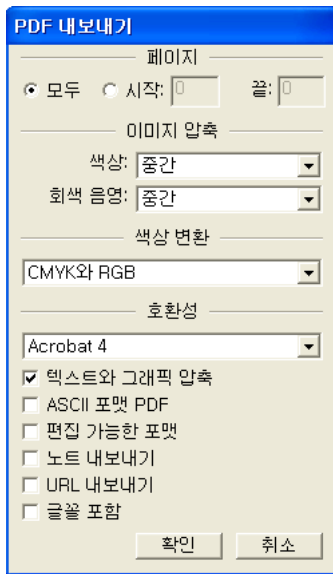 PDF 내보내기
페이지
모두 시작: 0 끝: 0
이미지 압축
색상: 중간
회색 음영: 중간
색상 변환
CMYK와 RGB
호환성
Acrobat 4
텍스트와 그래픽 압축
ASCII 포맷 PDF
편집 가능한 포맷
노트 내보내기
URL 내보내기
글꼴 포함
확인 취소